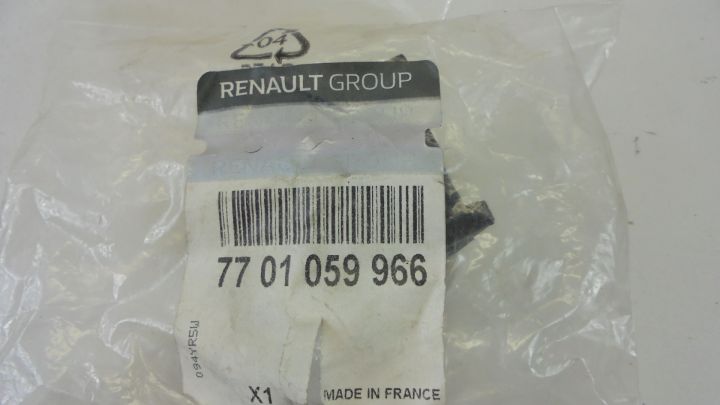 04
RENAULT GROUP
77 01 059 966
094YR5W
X1
MADE IN FRANCE